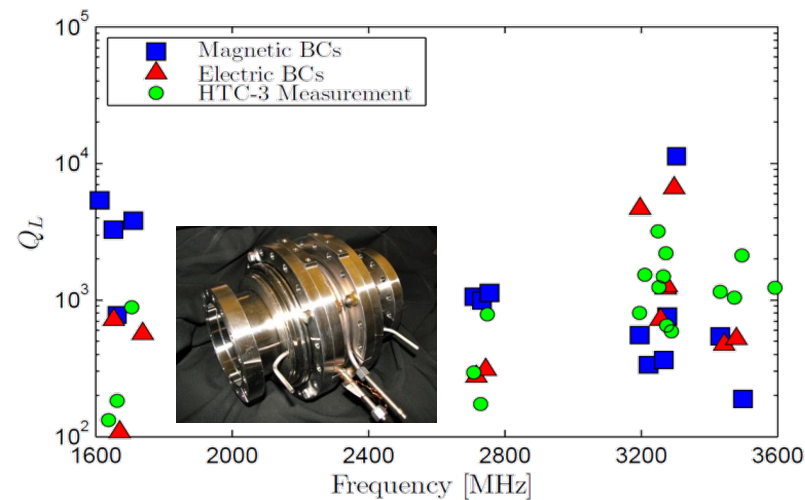 10^5
Magnetic BCs
Electric BCs
HTC-3 Measurement
10^4
Q_L
10^3
10^2
1600 2000 2400 2800 3200 3600
Frequency [MHz]